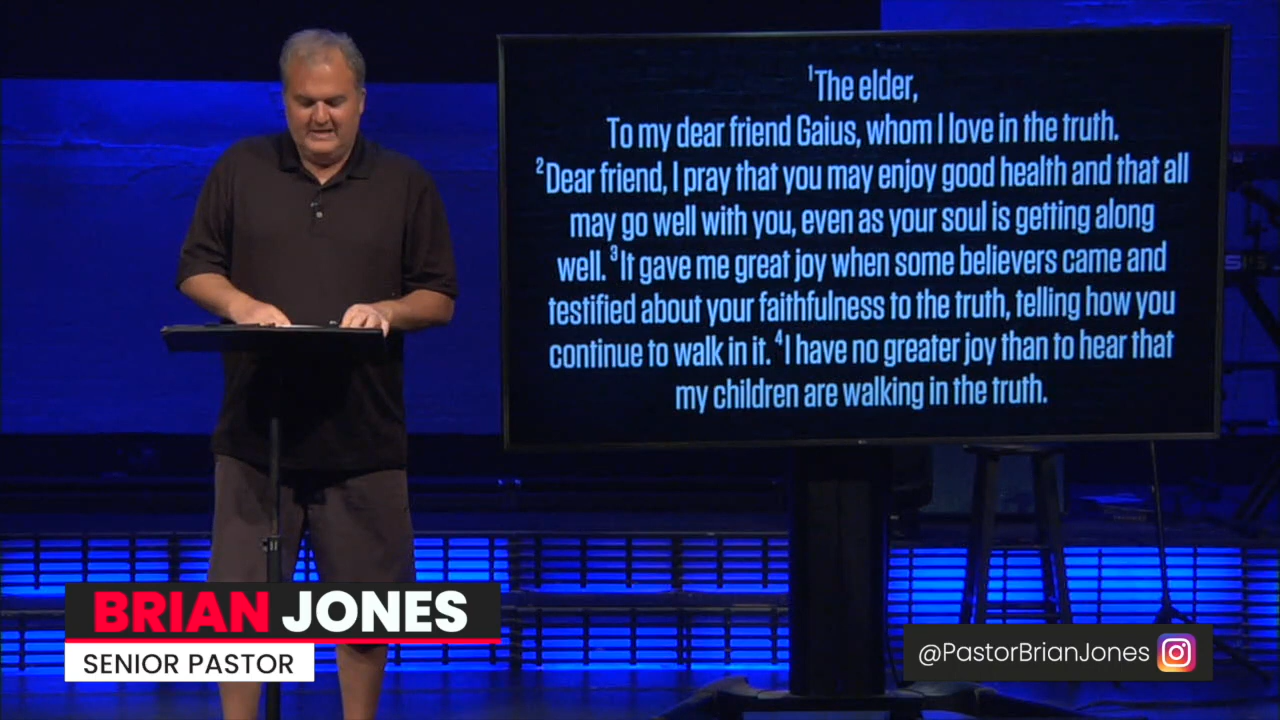 ¹The elder,
To my dear friend Gaius, whom I love in the truth.
²Dear friend, I pray that you may enjoy good health and that all
may go well with you, even as your soul is getting along
well. ³It gave me great joy when some believers came and
testified about your faithfulness to the truth, telling how you
continue to walk in it. ⁴I have no greater joy than to hear that
my children are walking in the truth.
BRIAN JONES
SENIOR PASTOR
@PastorBrianJones